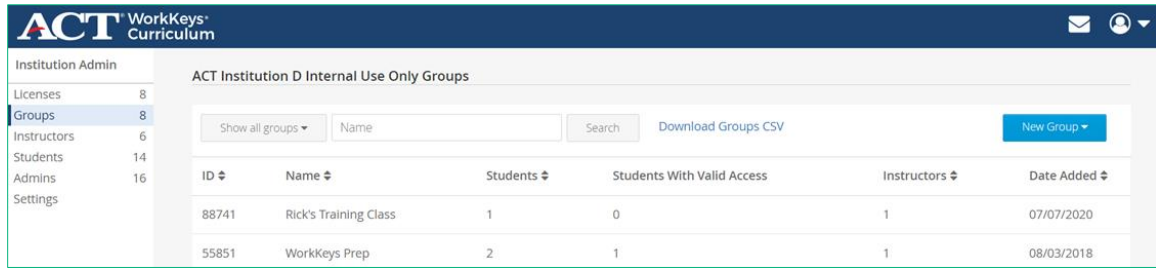 ACT® WorkKeys®
Curriculum
Institution Admin
Licenses 8
Groups 8
Instructors 6
Students 14
Admins 16
Settings
ACT Institution D Internal Use Only Groups
Show all groups Name Search Download Groups CSV New Group
ID Name Students Students With Valid Access Instructors Date Added
88741 Rick's Training Class 1 0 1 07/07/2020
55851 WorkKeys Prep 2 1 1 08/03/2018